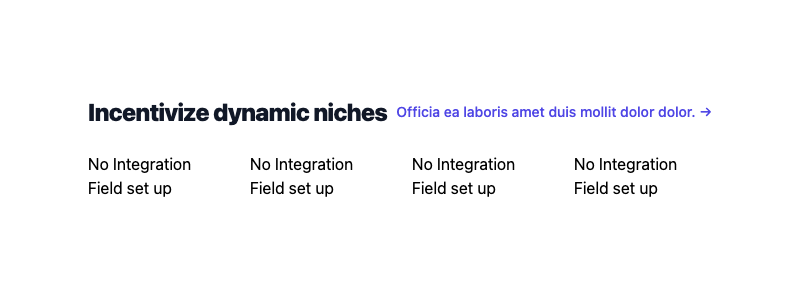 Incentivize dynamic niches Officia ea laboris amet duis mollit dolor dolor. →
No Integration No Integration No Integration No Integration
Field set up Field set up Field set up Field set up